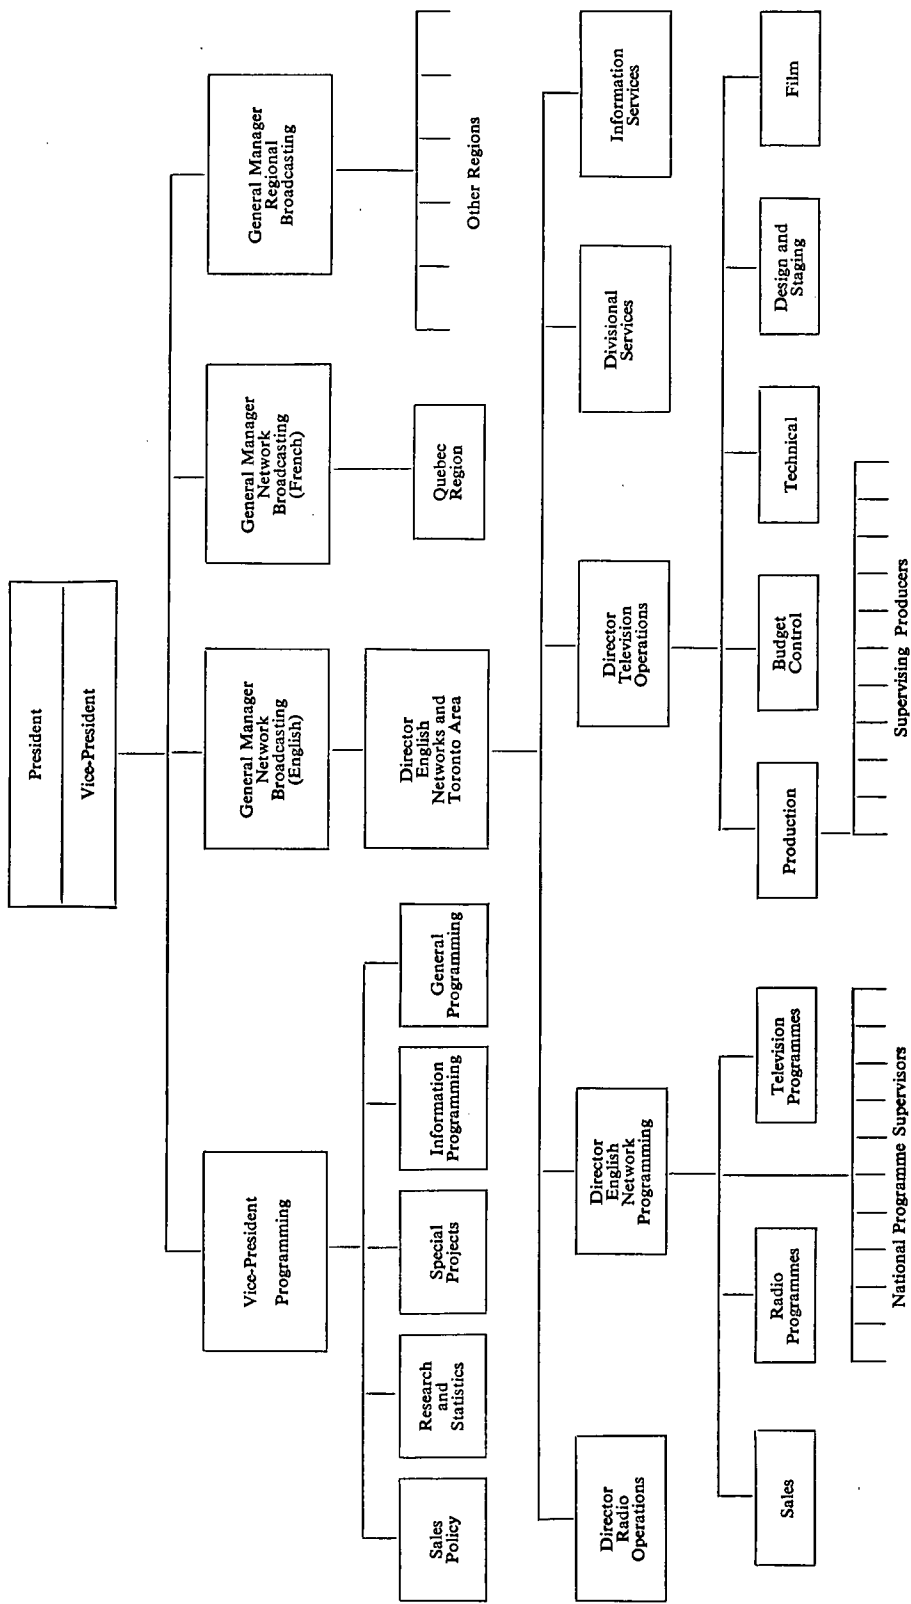 President
Vice-President
Vice-President
Programming
General Manager
Network
Broadcasting
(English)
General Manager
Network
Broadcasting
(French)
General Manager
Regional
Broadcasting
Sales
Policy
Research
and
Statistics
Special
Projects
Information
Programming
General
Programming
Director
English
Networks and
Toronto Area
Quebec
Region
Other Regions
Director
Radio
Operations
Director
English
Network
Programming
Director
Television
Operations
Divisional
Services
Information
Services
Sales
Radio
Programmes
Television
Programmes
National Programme Supervisors
Production
Budget
Control
Technical
Design and
Staging
Film
Supervising Producers